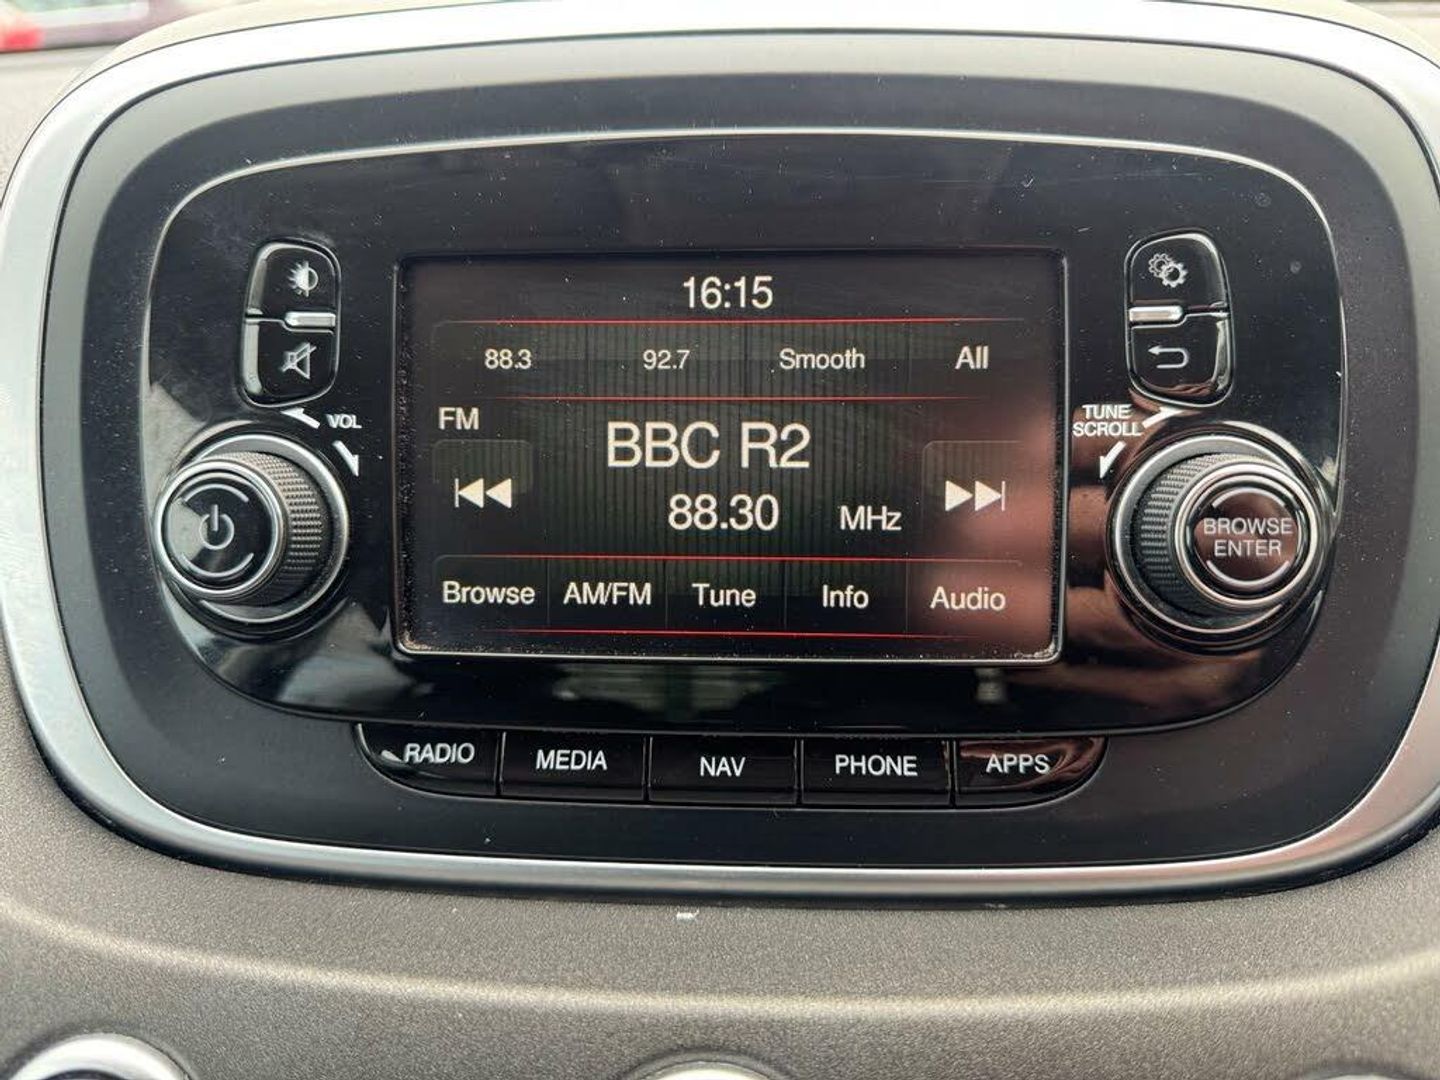 16:15
88.3 92.7 Smooth All
FM
BBC R2
88.30 MHz
Browse AM/FM Tune Info Audio
VOL
TUNE
SCROLL
BROWSE
ENTER
RADIO MEDIA NAV PHONE APPS